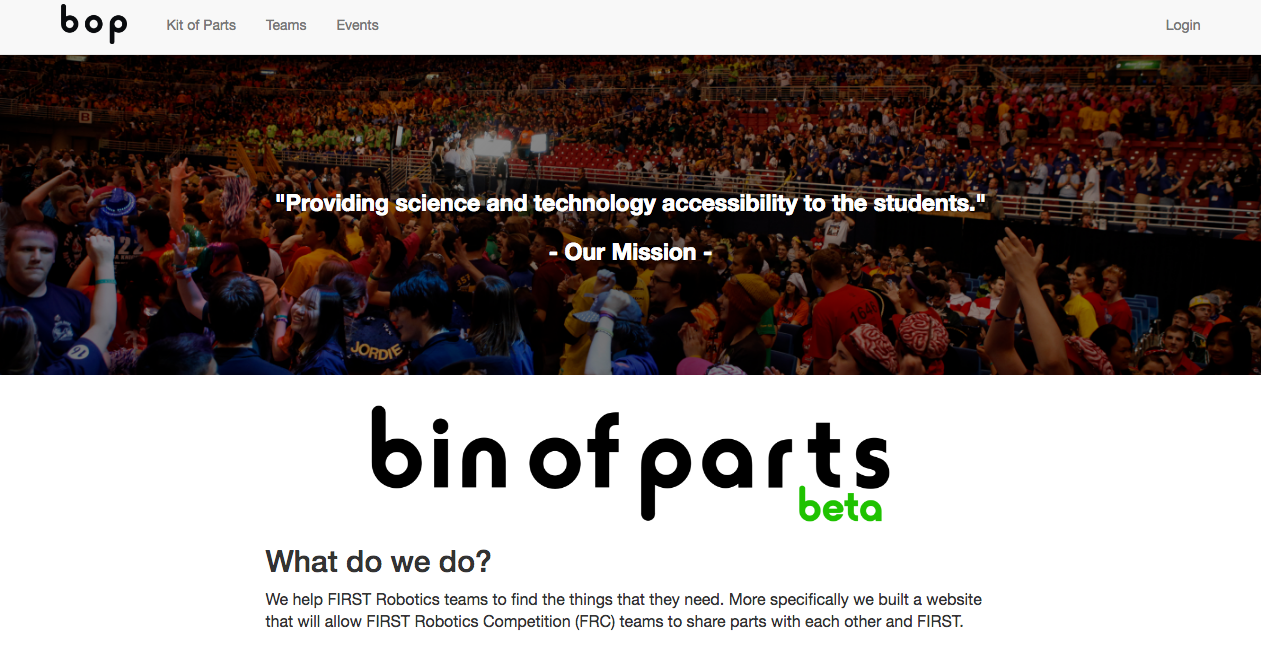 bop
Kit of Parts
Teams
Events
Login
B
"Providing science and technology accessibility to the students."
- Our Mission -
JORDIE
bin of parts
beta
What do we do?
We help FIRST Robotics teams to find the things that they need. More specifically we built a website
that will allow FIRST Robotics Competition (FRC) teams to share parts with each other and FIRST.